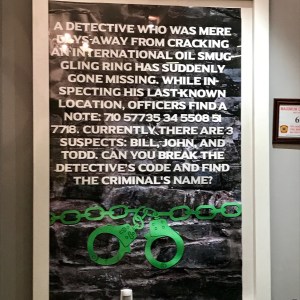 A DETECTIVE WHO WAS MERE
DAYS AWAY FROM CRACKING
AN INTERNATIONAL OIL SMUG-
GLING RING HAS SUDDENLY
GONE MISSING. WHILE IN-
SPECTING HIS LAST-KNOWN
LOCATION, OFFICERS FIND A
NOTE: 710 57735 34 5508 51
7718. CURRENTLY THERE ARE 3
SUSPECTS: BILL, JOHN, AND
TODD. CAN YOU BREAK THE
DETECTIVE'S CODE AND FIND
THE CRIMINAL'S NAME?